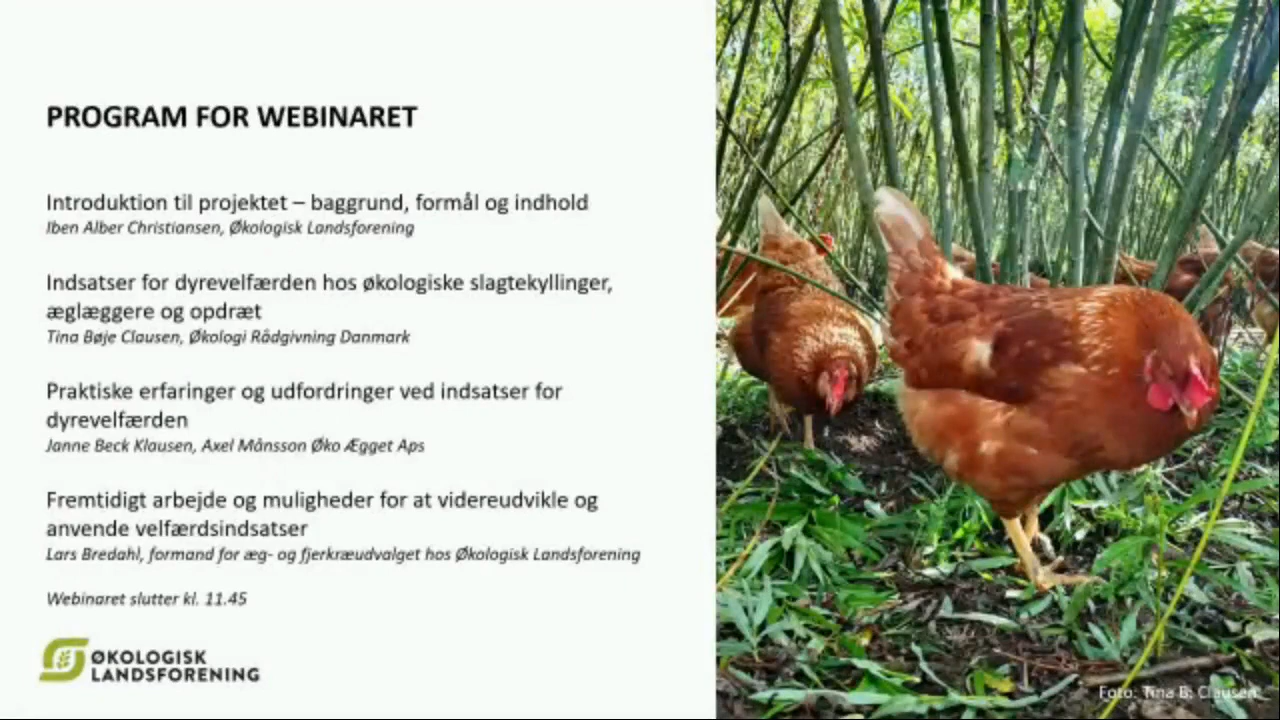 PROGRAM FOR WEBINARET
Introduktion til projektet – baggrund, formål og indhold
Iben Alber Christiansen, Økologisk Landsforening
Indsatser for dyrevelfærden hos økologiske slagtekyllinger,
æglæggere og opdræt
Tina Bøje Clausen, Økologi Rådgivning Danmark
Praktiske erfaringer og udfordringer ved indsatser for
dyrevelfærden
Janne Beck Klausen, Axel Månsson Øko Ægget Aps
Fremtidigt arbejde og muligheder for at videreudvikle og
anvende velfærdsindsatser
Lars Bredahl, formand for æg- og fjerkræudvalget hos Økologisk Landsforening
Webinaret slutter kl. 11.45
ØKOLOGISK
LANDSFORENING
Foto: Tina B. Clausen